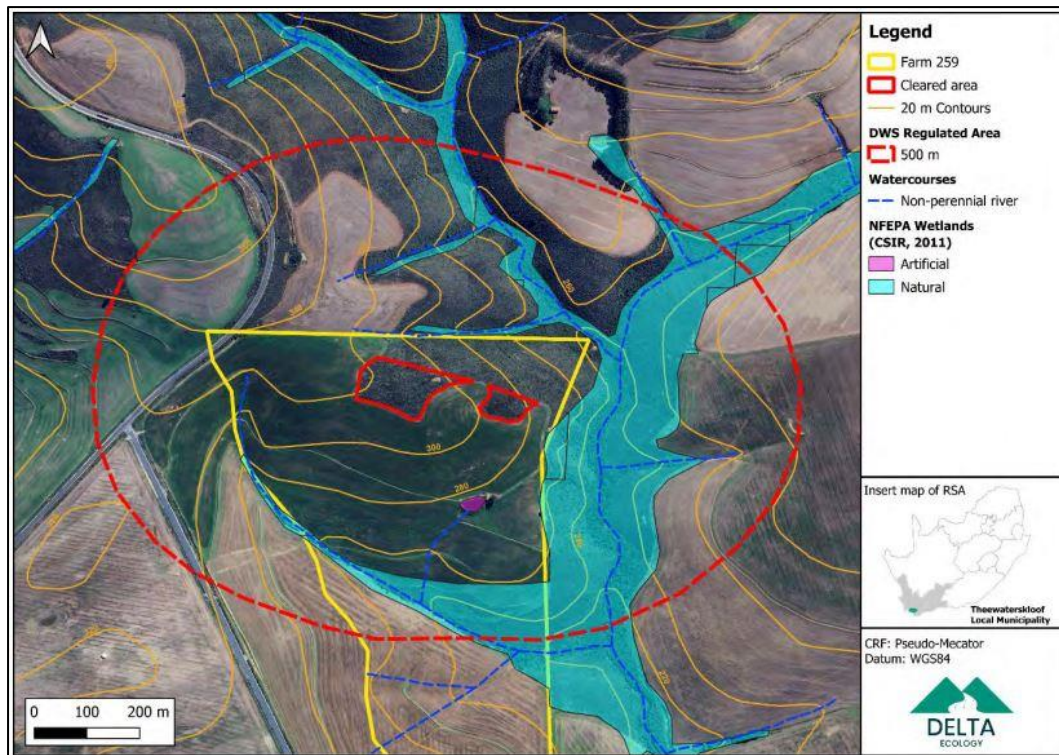 Legend
Farm 259
Cleared area
20 m Contours
DWS Regulated Area
500 m
Watercourses
Non-perennial river
NFEPA Wetlands
(CSIR, 2011)
Artificial
Natural
300
280
Insert map of RSA
Theewaterskloof
Local Municipality
CRF: Pseudo-Mecator
Datum: WGS84
DELTA
ECOLOGY
0 100 200 m